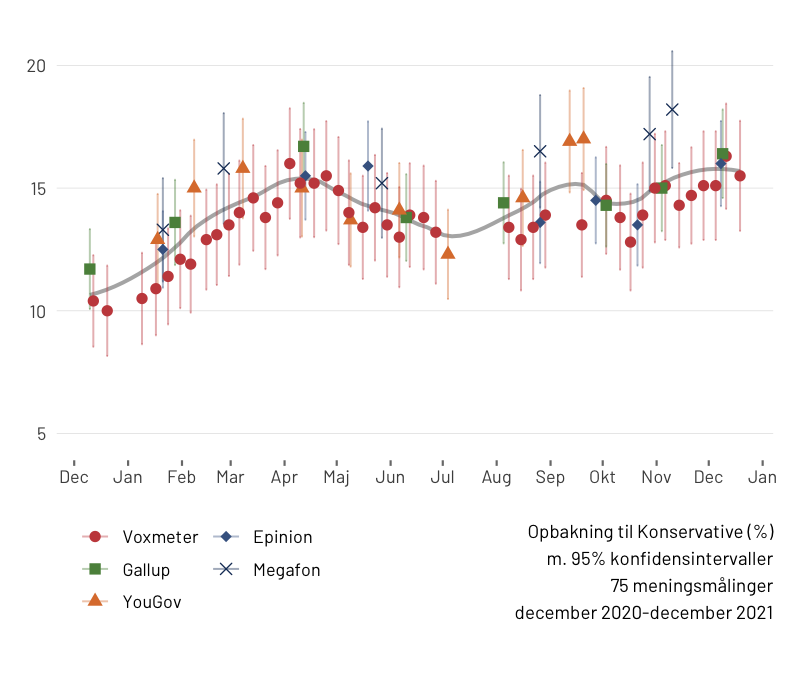 20
15
10
5
Dec Jan Feb Mar Apr Maj Jun Jul Aug Sep Okt Nov Dec Jan
Voxmeter Epinion
Gallup Megafon
YouGov
Opbakning til Konservative (%)
m. 95% konfidensintervaller
75 meningsmålinger
december 2020-december 2021